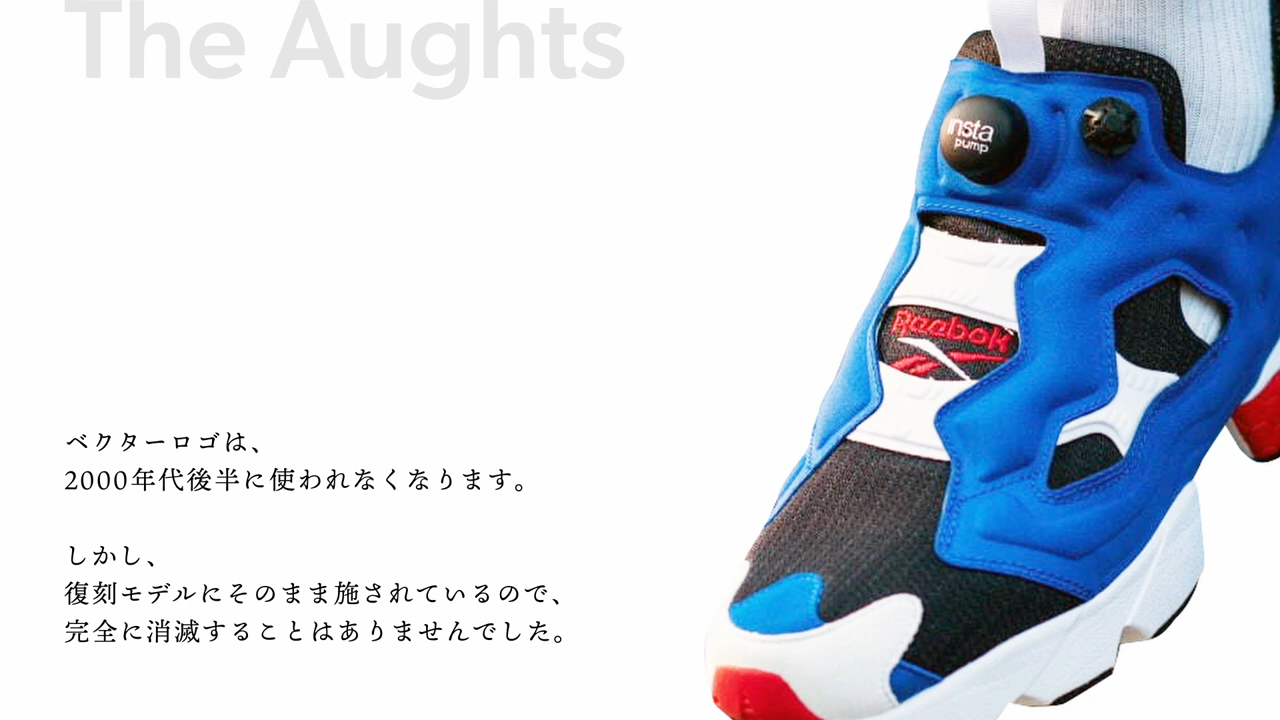 The Aughts
insta
pump
Reebok
ベクターロゴは、
2000年代後半に使われなくなります。
しかし、
復刻モデルにそのまま施されているので、
完全に消滅することはありませんでした。